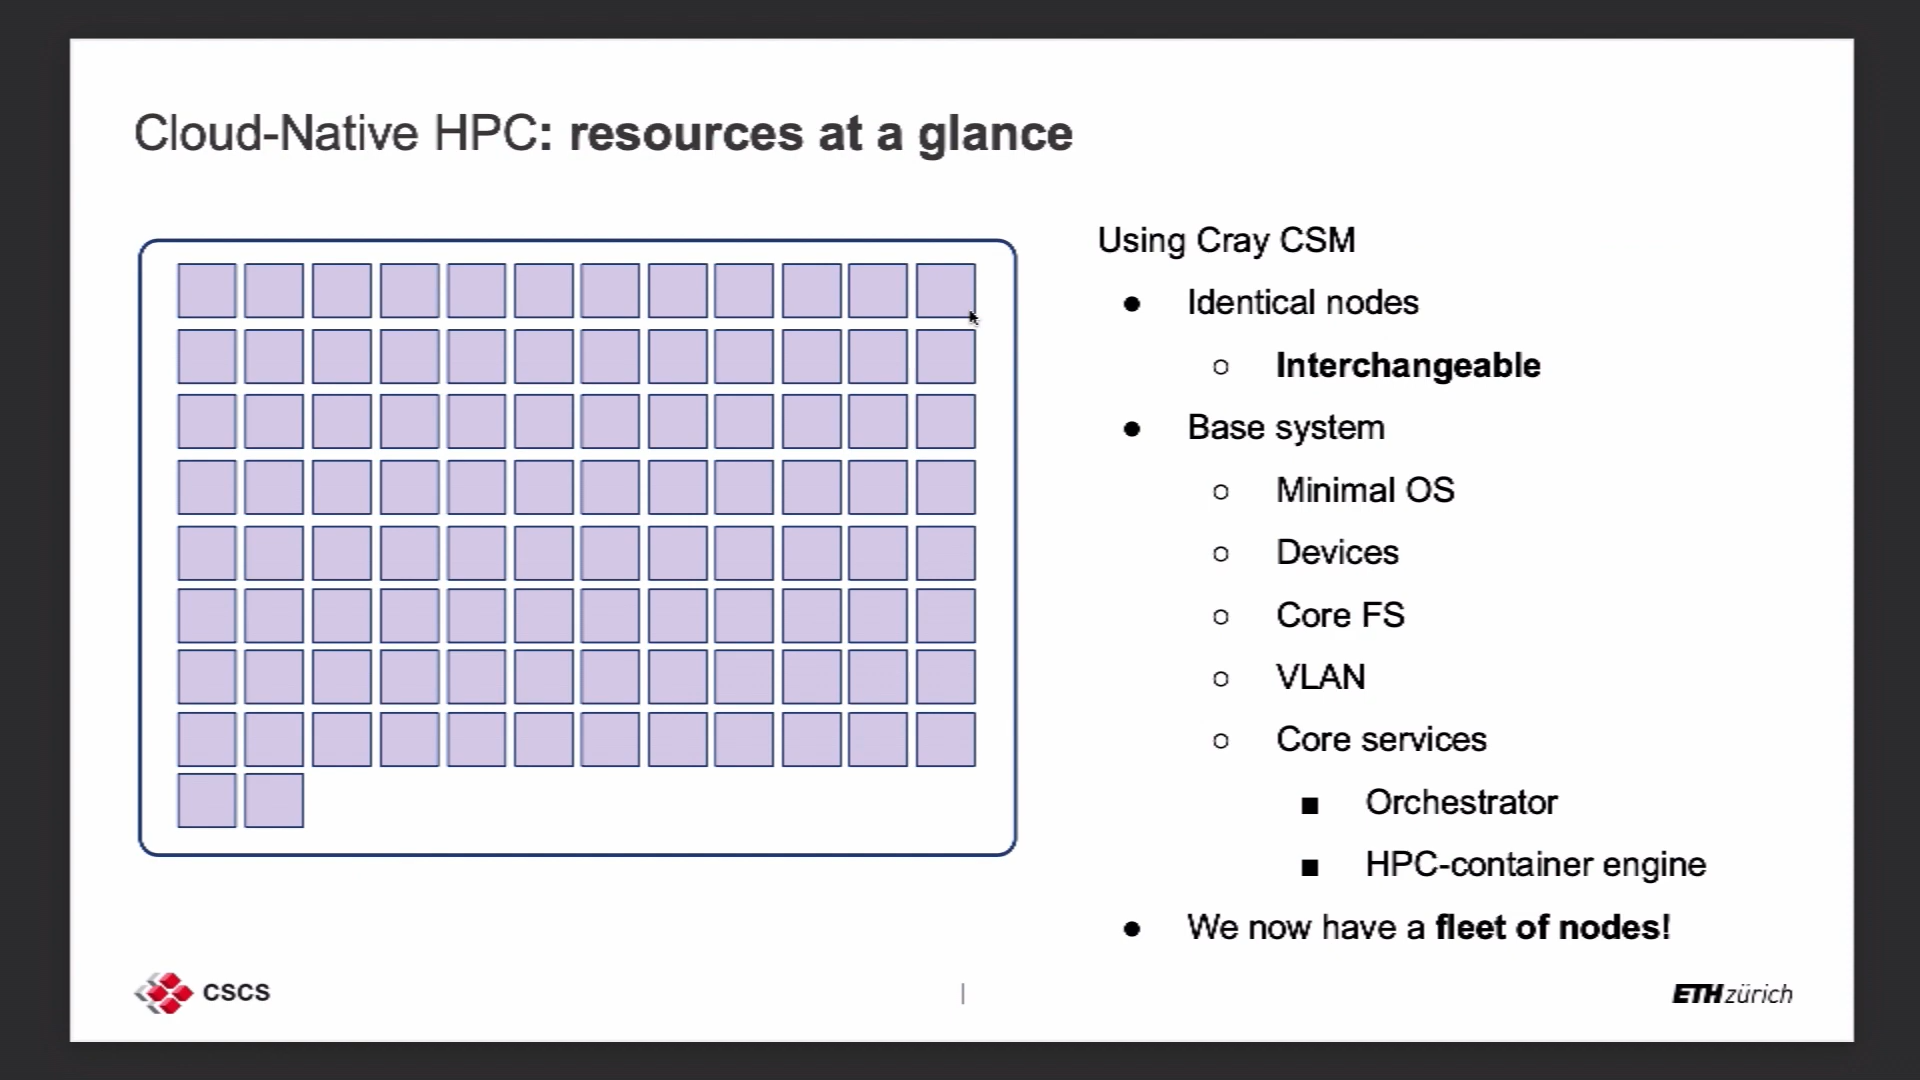 Cloud-Native HPC: resources at a glance
Using Cray CSM
● Identical nodes
○ Interchangeable
● Base system
○ Minimal OS
○ Devices
○ Core FS
○ VLAN
○ Core services
■ Orchestrator
■ HPC-container engine
● We now have a fleet of nodes!
CSCS
|
ETH zürich